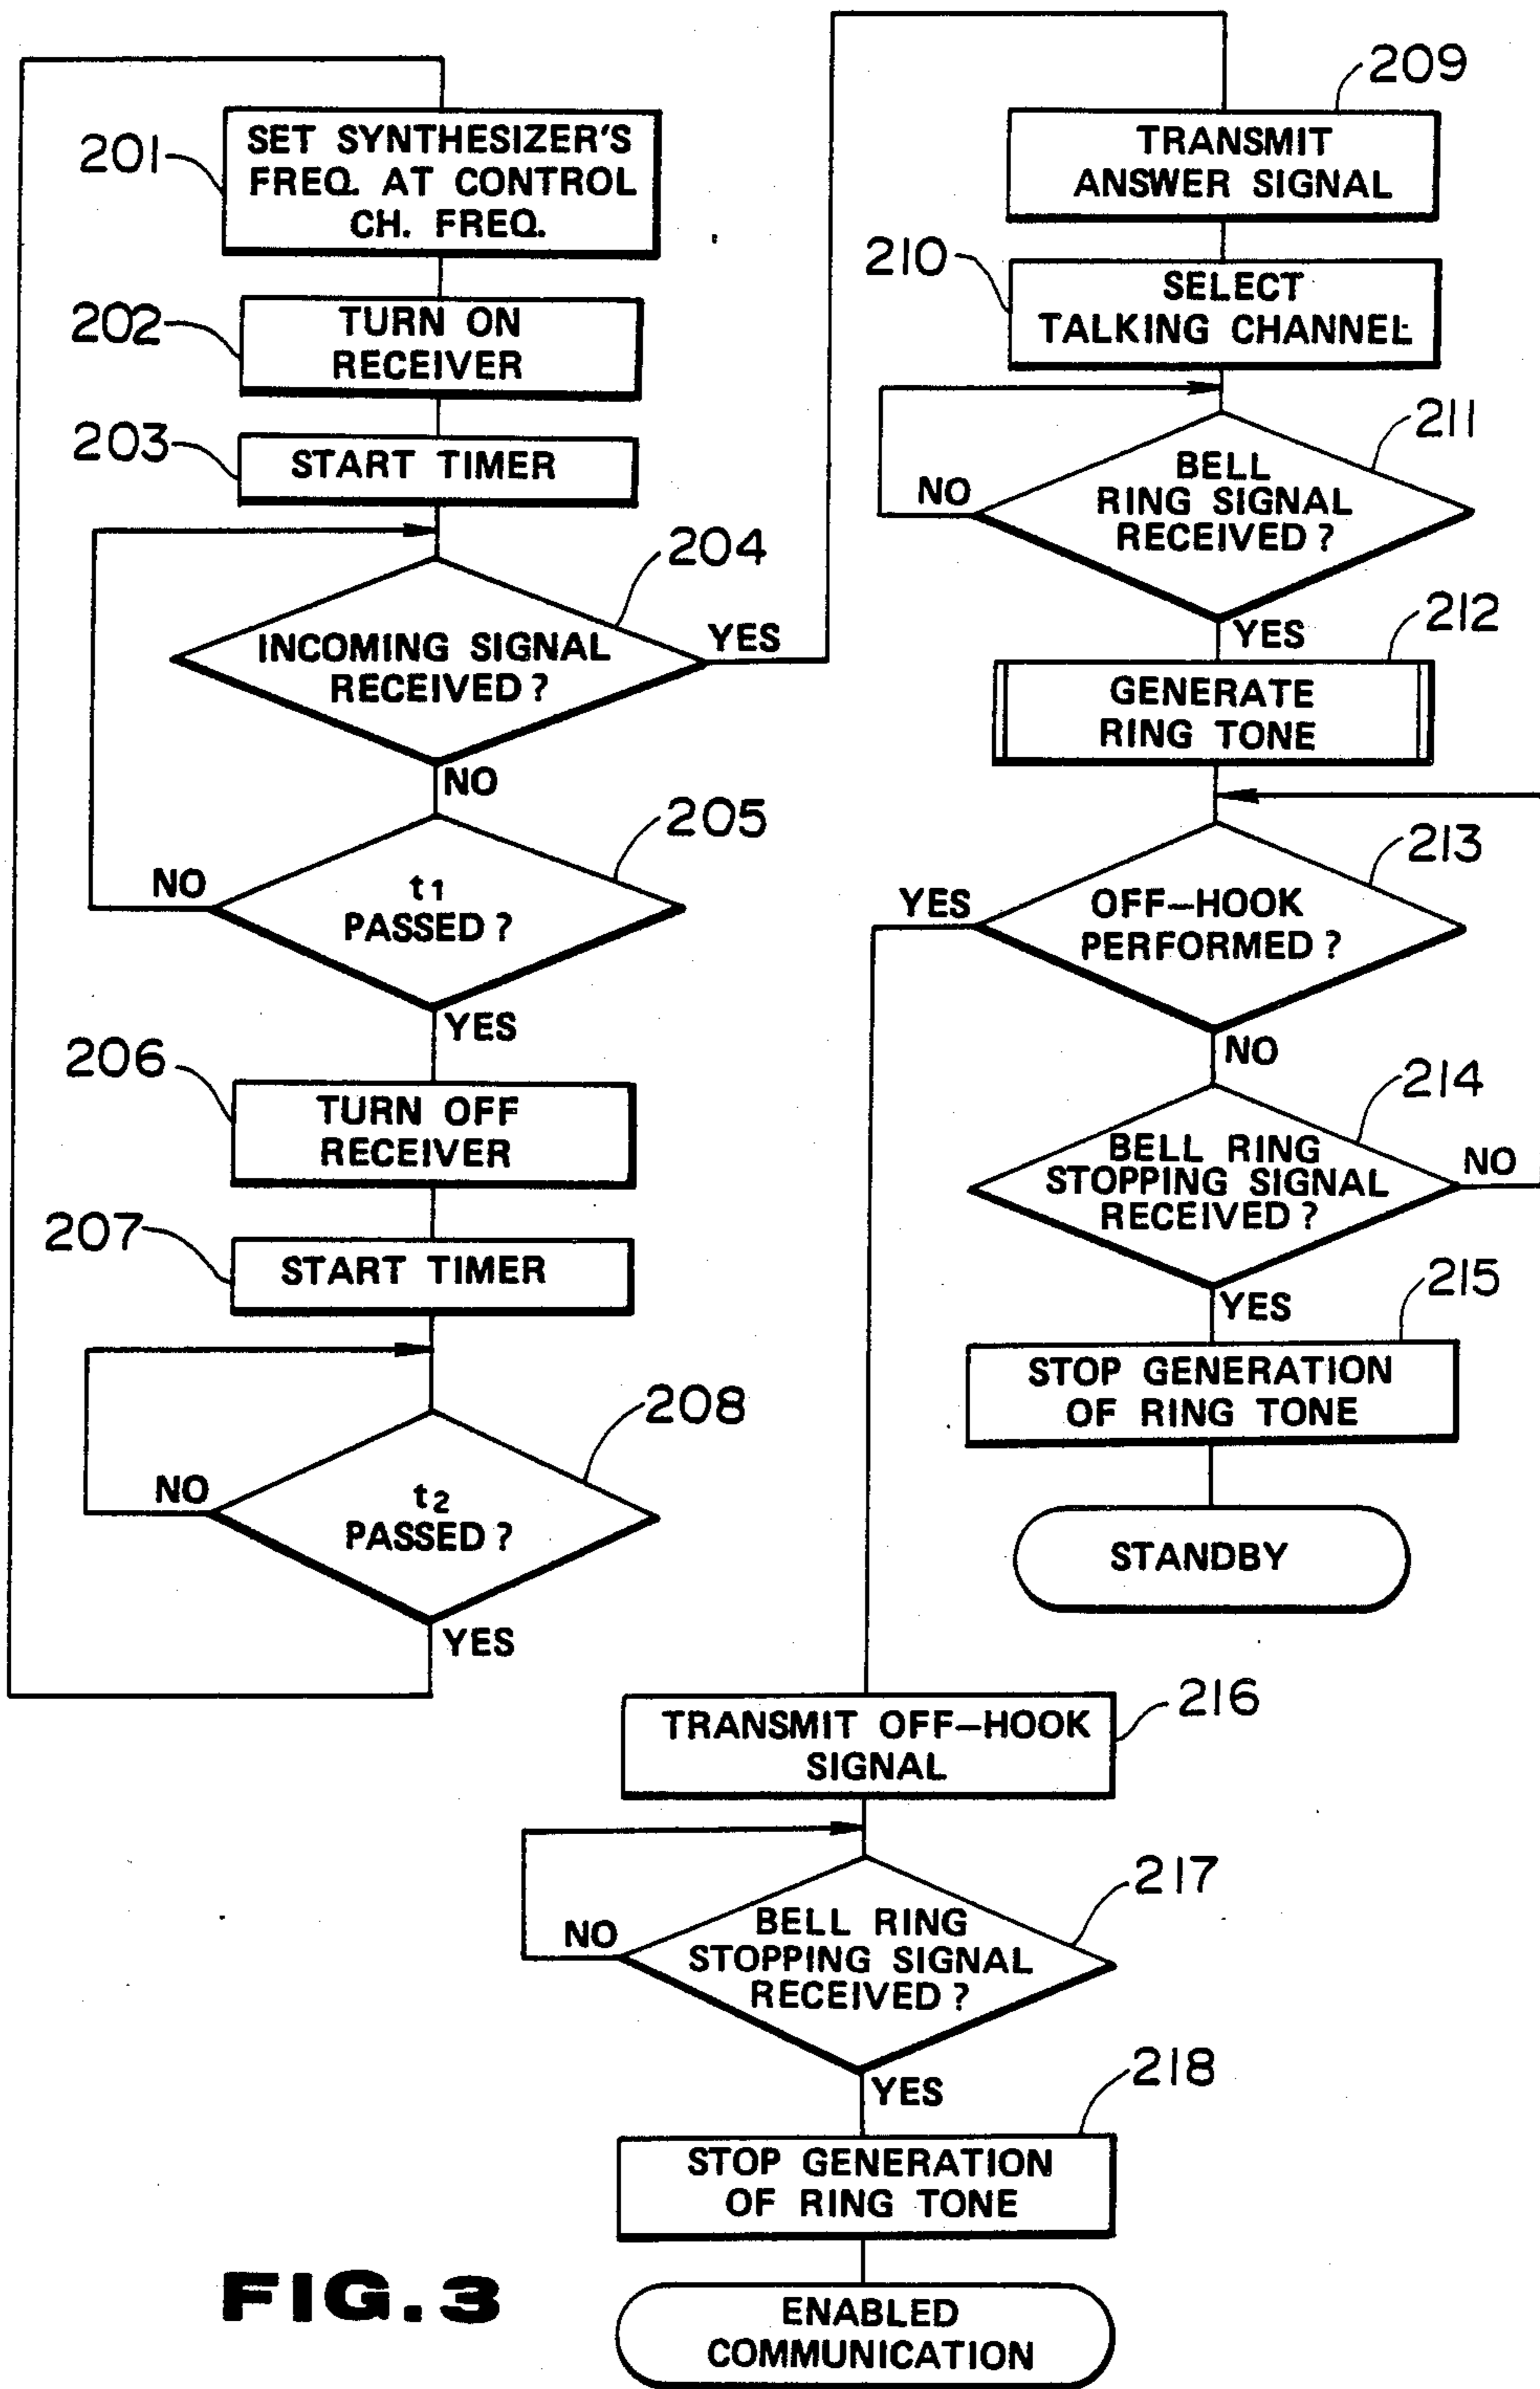 201
SET SYNTHESIZER'S
FREQ. AT CONTROL
CH. FREQ.
202
TURN ON
RECEIVER
203
START TIMER
204
INCOMING SIGNAL
RECEIVED?
YES
NO
205
t1
PASSED?
NO
YES
206
TURN OFF
RECEIVER
207
START TIMER
208
t2
PASSED?
NO
YES
209
TRANSMIT
ANSWER SIGNAL
210
SELECT
TALKING CHANNEL
211
BELL
RING SIGNAL
RECEIVED?
NO
YES
212
GENERATE
RING TONE
213
OFF-HOOK
PERFORMED?
YES
NO
214
BELL RING
STOPPING SIGNAL
RECEIVED?
NO
YES
215
STOP GENERATION
OF RING TONE
STANDBY
216
TRANSMIT OFF-HOOK
SIGNAL
217
BELL RING
STOPPING SIGNAL
RECEIVED?
NO
YES
218
STOP GENERATION
OF RING TONE
ENABLED
COMMUNICATION
FIG.3